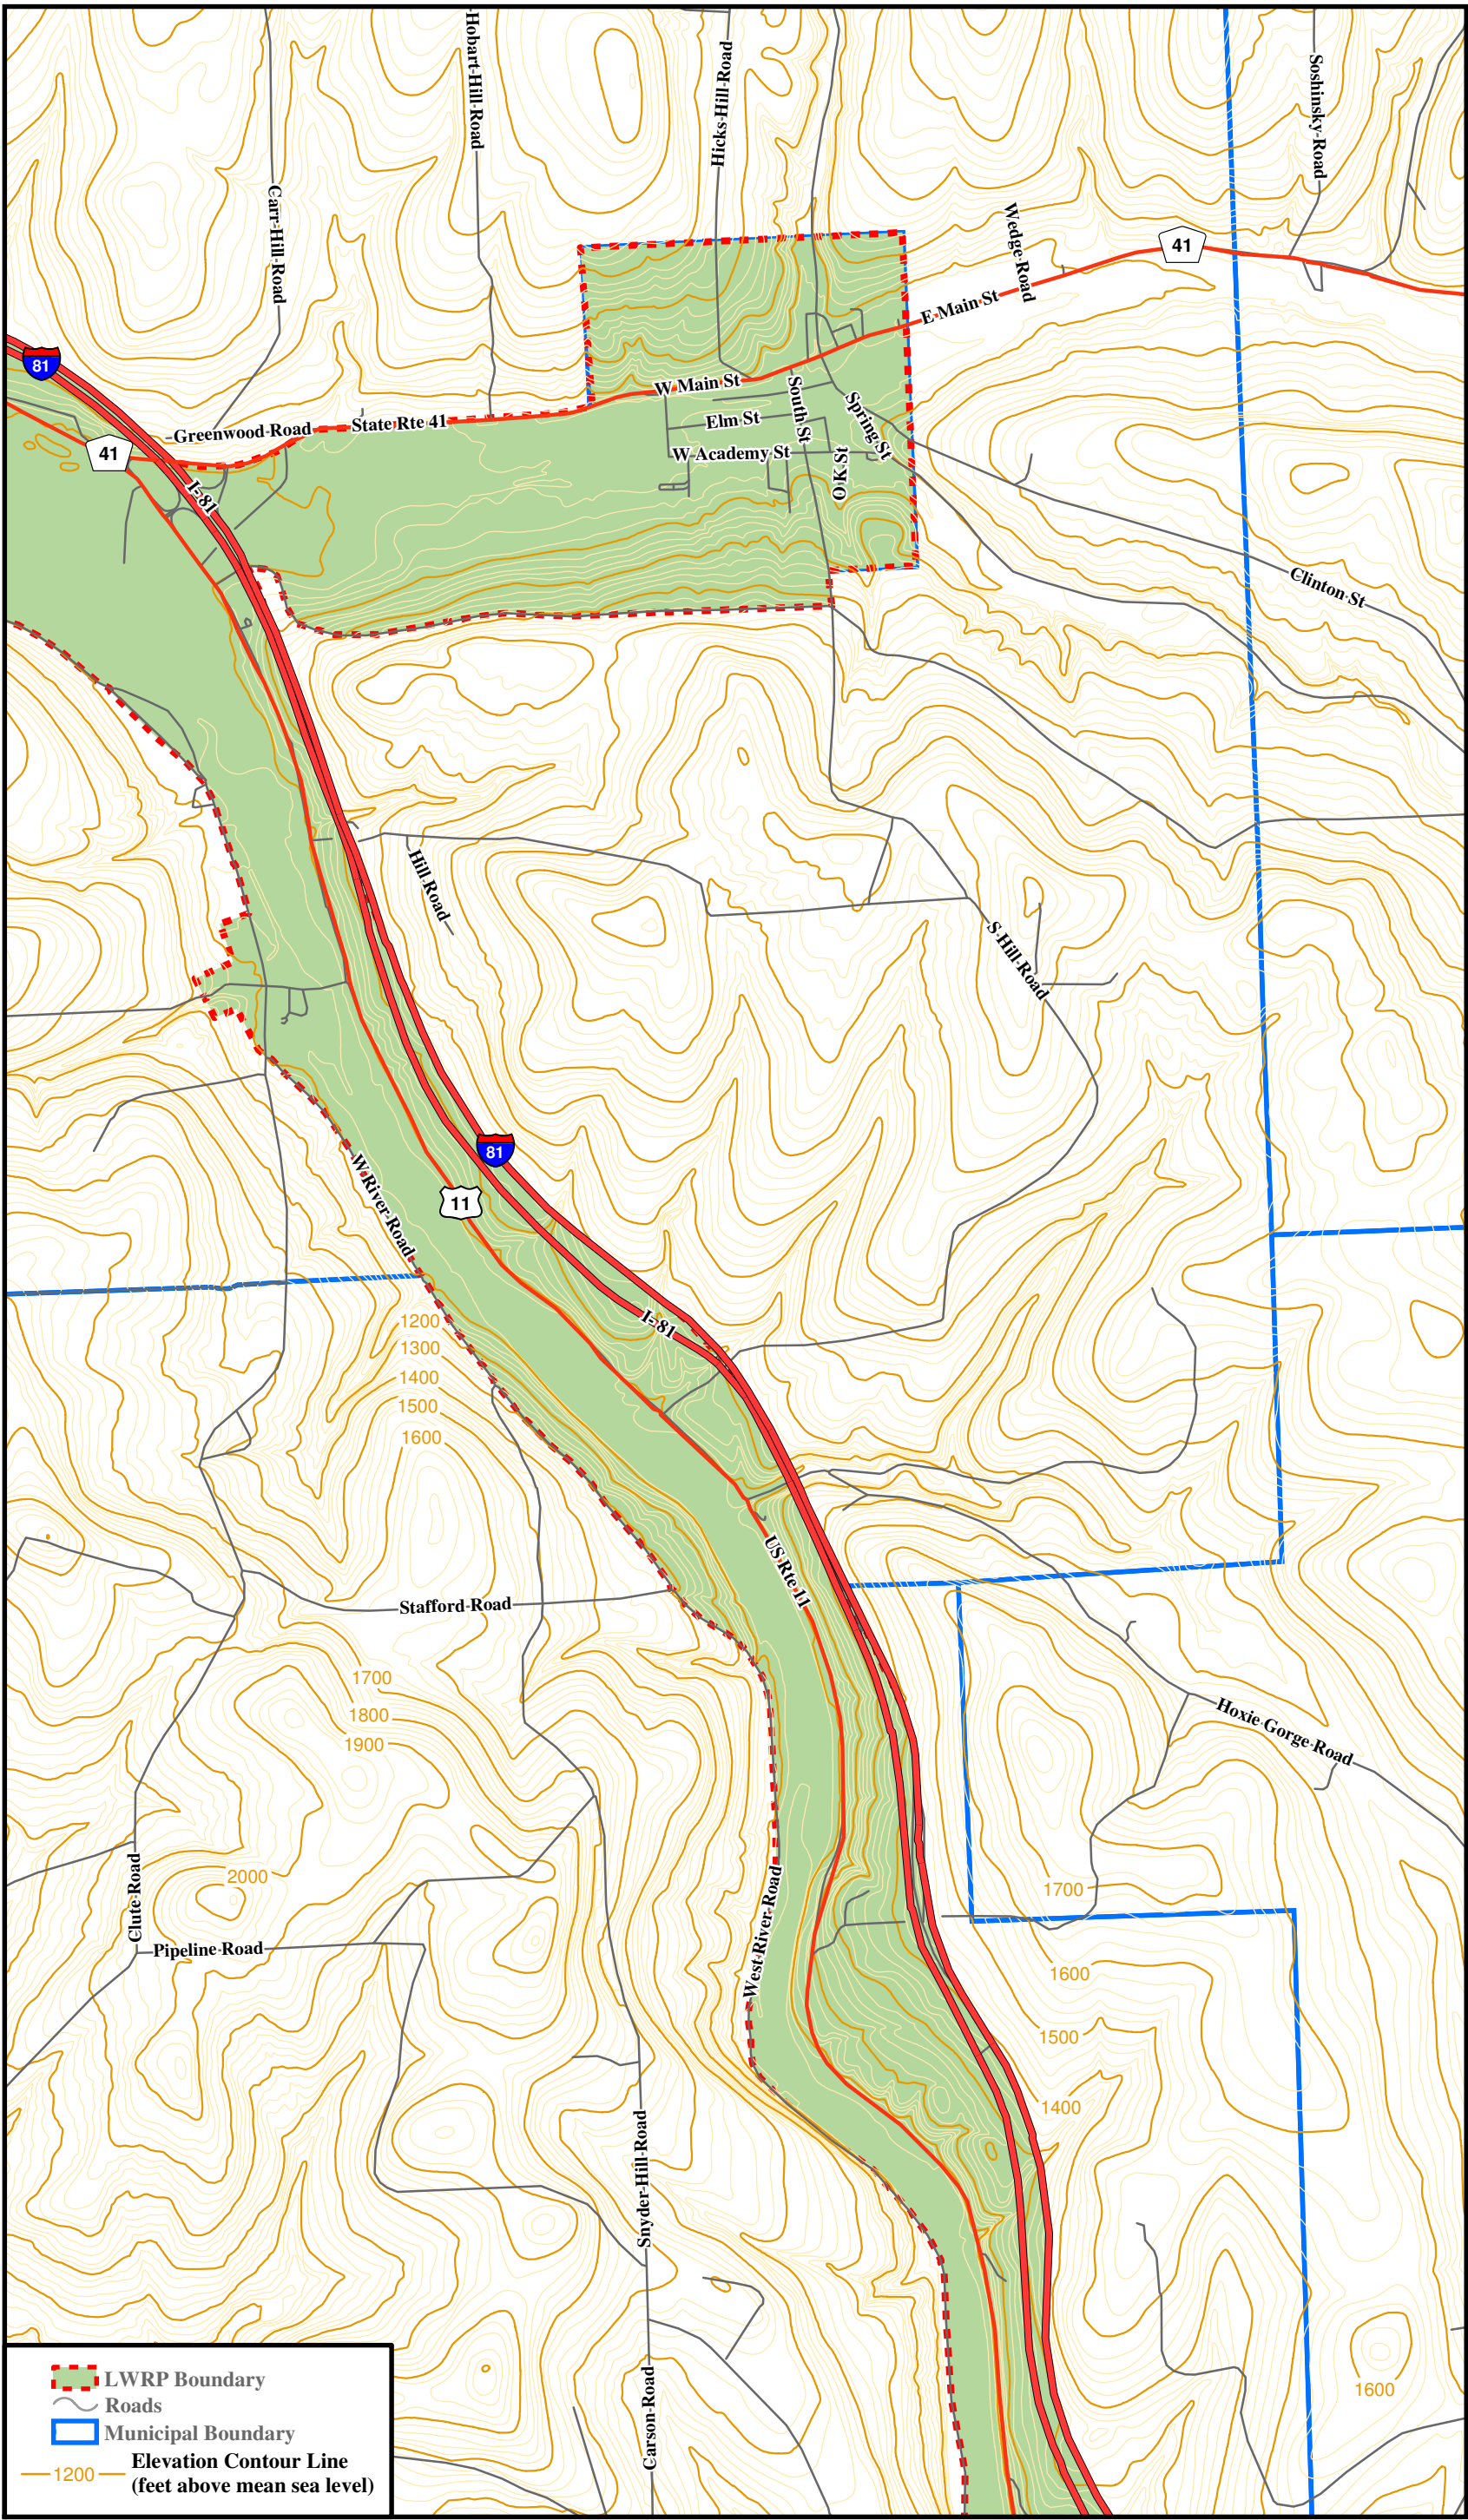 Hobart Hill Road
Hicks Hill Road
Soshinsky Road
Carr Hill Road
Wedge Road
41
E Main St
81
W Main St
State Rte 41
Greenwood Road
41
Elm St
South St
Spring St
W Academy St
OK St
I- 81
Clinton St
Hill Road
S Hill Road
81
11
W River Road
I- 81
1200
1300
1400
1500
1600
US Rte 11
Stafford Road
1700
1800
1900
Hoxie Gorge Road
2000
Clute Road
1700
Pipeline Road
West River Road
1600
1500
1400
Snyder Hill Road
Carson Road
1600
LWRP Boundary
Roads
Municipal Boundary
Elevation Contour Line
1200
(feet above mean sea level)